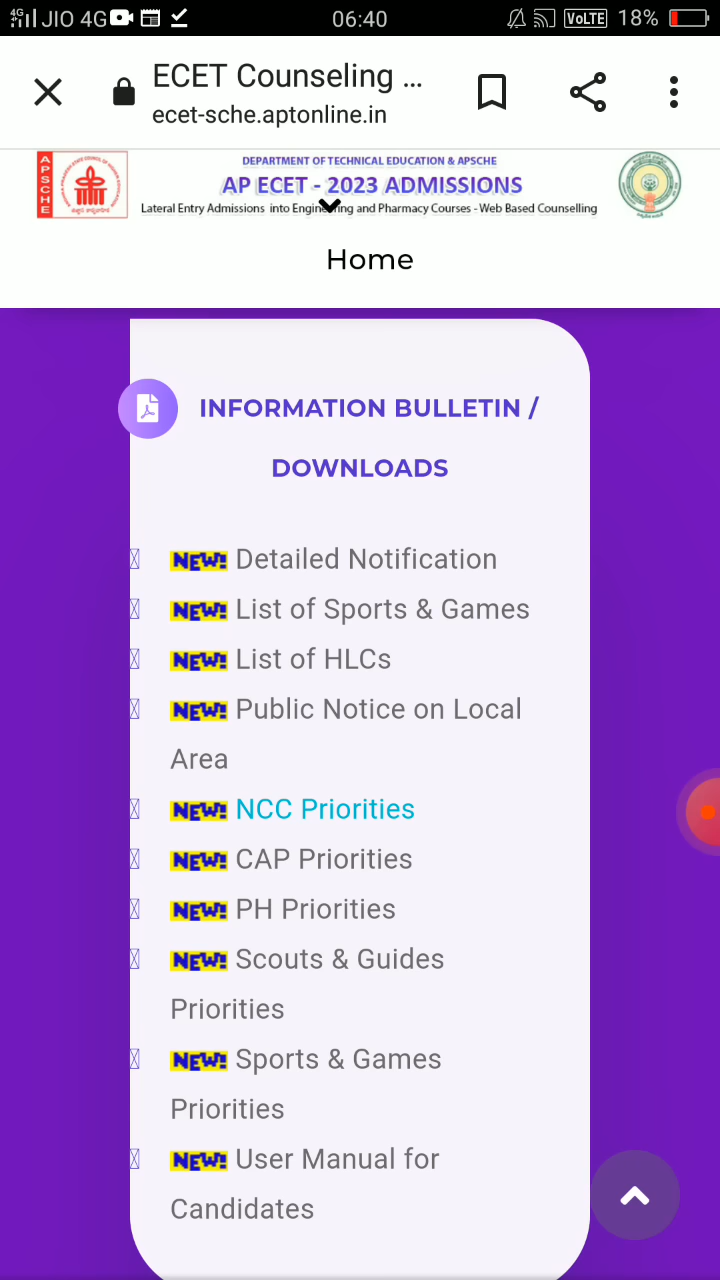 4G JIO 4G 06:40 VoLTE 18%
ECET Counseling ...
ecet-sche.aptonline.in
APSCHE
DEPARTMENT OF TECHNICAL EDUCATION & APSCHE
AP ECET - 2023 ADMISSIONS
Lateral Entry Admissions into Engineering and Pharmacy Courses - Web Based Counselling
Home
INFORMATION BULLETIN /
DOWNLOADS
NEW! Detailed Notification
NEW! List of Sports & Games
NEW! List of HLCs
NEW! Public Notice on Local
Area
NEW! NCC Priorities
NEW! CAP Priorities
NEW! PH Priorities
NEW! Scouts & Guides
Priorities
NEW! Sports & Games
Priorities
NEW! User Manual for
Candidates